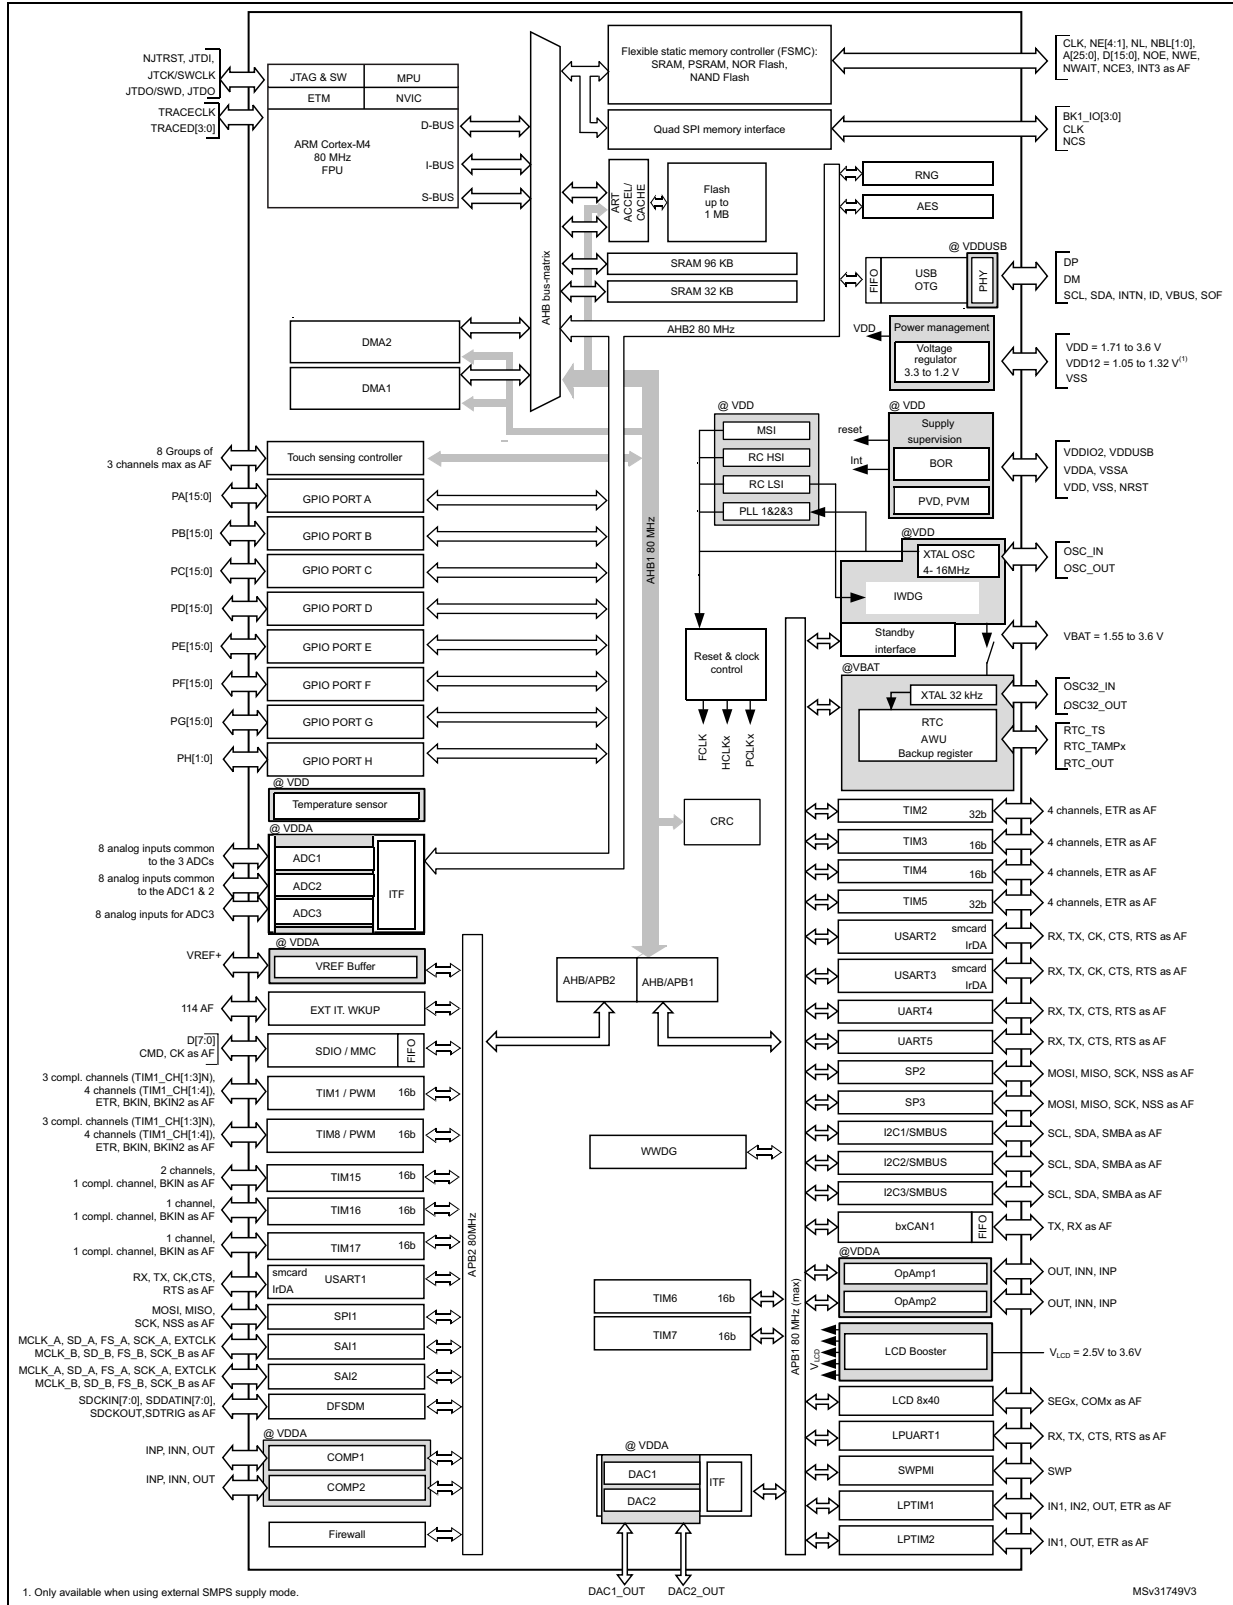 NJTRST, JTDI,
JTCK/SWCLK
JTDO/SWD, JTDO
TRACECLK
TRACED[3:0]
JTAG & SW
MPU
ETM
NVIC
ARM Cortex-M4
80 MHz
FPU
D-BUS
I-BUS
S-BUS
AHB bus-matrix
Flexible static memory controller (FSMC):
SRAM, PSRAM, NOR Flash,
NAND Flash
CLK, NE[4:1], NL, NBL[1:0],
A[25:0], D[15:0], NOE, NWE,
NWAIT, NCE3, INT3 as AF
Quad SPI memory interface
BK1_IO[3:0]
CLK
NCS
ART
ACCEL/
CACHE
Flash
up to
1 MB
RNG
AES
SRAM 96 KB
SRAM 32 KB
@ VDDUSB
FIFO
USB
OTG
PHY
DP
DM
SCL, SDA, INTN, ID, VBUS, SOF
AHB2 80 MHz
DMA2
DMA1
VDD
Power management
Voltage
regulator
3.3 to 1.2 V
VDD = 1.71 to 3.6 V
VDD12 = 1.05 to 1.32 V(1)
VSS
@ VDD
MSI
RC HSI
RC LSI
PLL 1&2&3
@ VDD
reset
Int
Supply
supervision
BOR
PVD, PVM
VDDIO2, VDDUSB
VDDA, VSSA
VDD, VSS, NRST
8 Groups of
3 channels max as AF
Touch sensing controller
PA[15:0]
GPIO PORT A
PB[15:0]
GPIO PORT B
PC[15:0]
GPIO PORT C
PD[15:0]
GPIO PORT D
PE[15:0]
GPIO PORT E
PF[15:0]
GPIO PORT F
PG[15:0]
GPIO PORT G
PH[1:0]
GPIO PORT H
AHB1 80 MHz
@VDD
XTAL OSC
4- 16MHz
IWDG
OSC_IN
OSC_OUT
Standby
interface
VBAT = 1.55 to 3.6 V
Reset & clock
control
FCLK
HCLKx
PCLKx
@VBAT
XTAL 32 kHz
RTC
AWU
Backup register
OSC32_IN
OSC32_OUT
RTC_TS
RTC_TAMPx
RTC_OUT
@ VDD
Temperature sensor
@ VDDA
8 analog inputs common
to the 3 ADCs
8 analog inputs common
to the ADC1 & 2
8 analog inputs for ADC3
ADC1
ADC2
ADC3
ITF
CRC
@ VDDA
VREF+
VREF Buffer
AHB/APB2
AHB/APB1
114 AF
EXT IT. WKUP
D[7:0]
CMD, CK as AF
SDIO / MMC
FIFO
3 compl. channels (TIM1_CH[1:3]N),
4 channels (TIM1_CH[1:4]),
ETR, BKIN, BKIN2 as AF
TIM1 / PWM
16b
3 compl. channels (TIM1_CH[1:3]N),
4 channels (TIM1_CH[1:4]),
ETR, BKIN, BKIN2 as AF
TIM8 / PWM
16b
2 channels,
1 compl. channel, BKIN as AF
TIM15
16b
1 channel,
1 compl. channel, BKIN as AF
TIM16
16b
1 channel,
1 compl. channel, BKIN as AF
TIM17
16b
RX, TX, CK,CTS,
RTS as AF
smcard
IrDA
USART1
MOSI, MISO,
SCK, NSS as AF
SPI1
MCLK_A, SD_A, FS_A, SCK_A, EXTCLK
MCLK_B, SD_B, FS_B, SCK_B as AF
SAI1
MCLK_A, SD_A, FS_A, SCK_A, EXTCLK
MCLK_B, SD_B, FS_B, SCK_B as AF
SAI2
SDCKIN[7:0], SDDATIN[7:0],
SDCKOUT,SDTRIG as AF
DFSDM
@ VDDA
INP, INN, OUT
COMP1
INP, INN, OUT
COMP2
Firewall
APB2 80MHz
WWDG
TIM6
16b
TIM7
16b
@ VDDA
DAC1
DAC2
ITF
DAC1_OUT
DAC2_OUT
APB1 80 MHz (max)
TIM2
32b
4 channels, ETR as AF
TIM3
16b
4 channels, ETR as AF
TIM4
16b
4 channels, ETR as AF
TIM5
32b
4 channels, ETR as AF
USART2
smcard
IrDA
RX, TX, CK, CTS, RTS as AF
USART3
smcard
IrDA
RX, TX, CK, CTS, RTS as AF
UART4
RX, TX, CTS, RTS as AF
UART5
RX, TX, CTS, RTS as AF
SP2
MOSI, MISO, SCK, NSS as AF
SP3
MOSI, MISO, SCK, NSS as AF
I2C1/SMBUS
SCL, SDA, SMBA as AF
I2C2/SMBUS
SCL, SDA, SMBA as AF
I2C3/SMBUS
SCL, SDA, SMBA as AF
bxCAN1
FIFO
TX, RX as AF
@VDDA
OpAmp1
OUT, INN, INP
OpAmp2
OUT, INN, INP
VLCD
LCD Booster
VLCD = 2.5V to 3.6V
LCD 8x40
SEGx, COMx as AF
LPUART1
RX, TX, CTS, RTS as AF
SWPMI
SWP
LPTIM1
IN1, IN2, OUT, ETR as AF
LPTIM2
IN1, OUT, ETR as AF
1. Only available when using external SMPS supply mode.
MSv31749V3